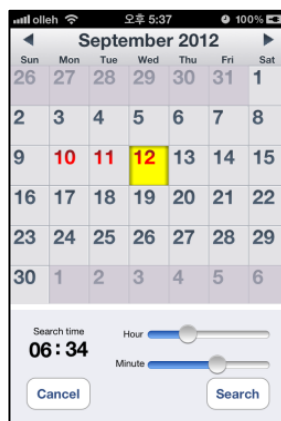 olleh 오후 5:37 100%
September 2012
Sun Mon Tue Wed Thu Fri Sat
26 27 28 29 30 31 1
2 3 4 5 6 7 8
9 10 11 12 13 14 15
16 17 18 19 20 21 22
23 24 25 26 27 28 29
30 1 2 3 4 5 6
Search time Hour
06:34
Minute
Cancel Search